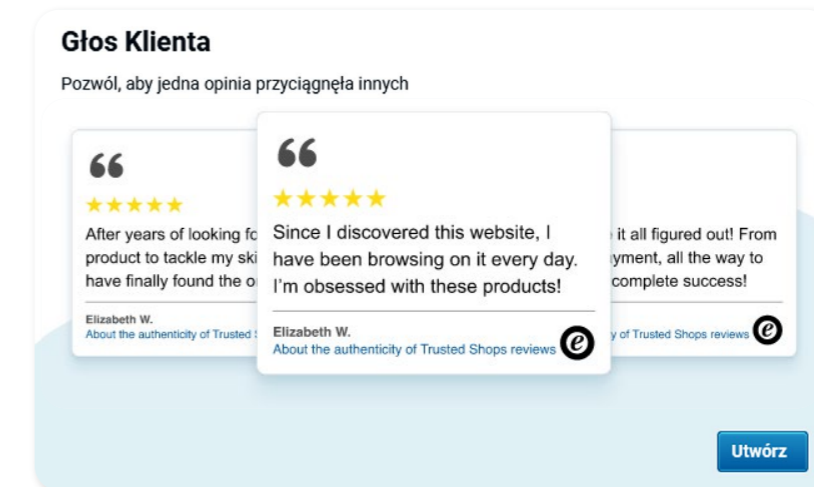 Głos Klienta
Pozwól, aby jedna opinia przyciągnęła innych
After years of looking
product to tackle my
have finally found the
Elizabeth W.
About the authenticity of Trusted
Since I discovered this website, I
have been browsing on it every day.
I'm obsessed with these products!
Elizabeth W.
About the authenticity of Trusted Shops reviews
it all figured out! From
all the way to
complete success!
of Trusted Shops reviews
Utwórz